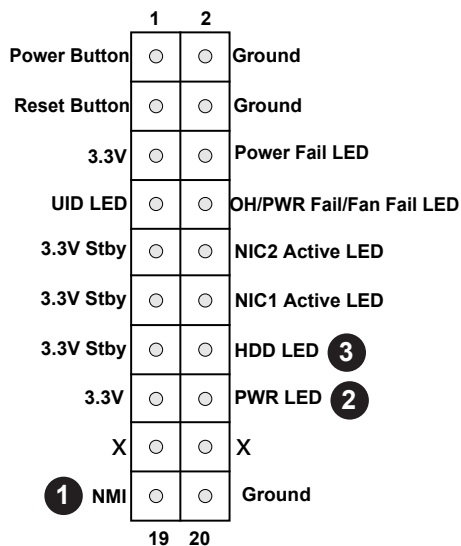 1 2
Power Button Ground
Reset Button Ground
3.3V Power Fail LED
UID LED OH/PWR Fail/Fan Fail LED
3.3V Stby NIC2 Active LED
3.3V Stby NIC1 Active LED
3.3V Stby HDD LED 3
3.3V PWR LED 2
X X
1 NMI Ground
19 20